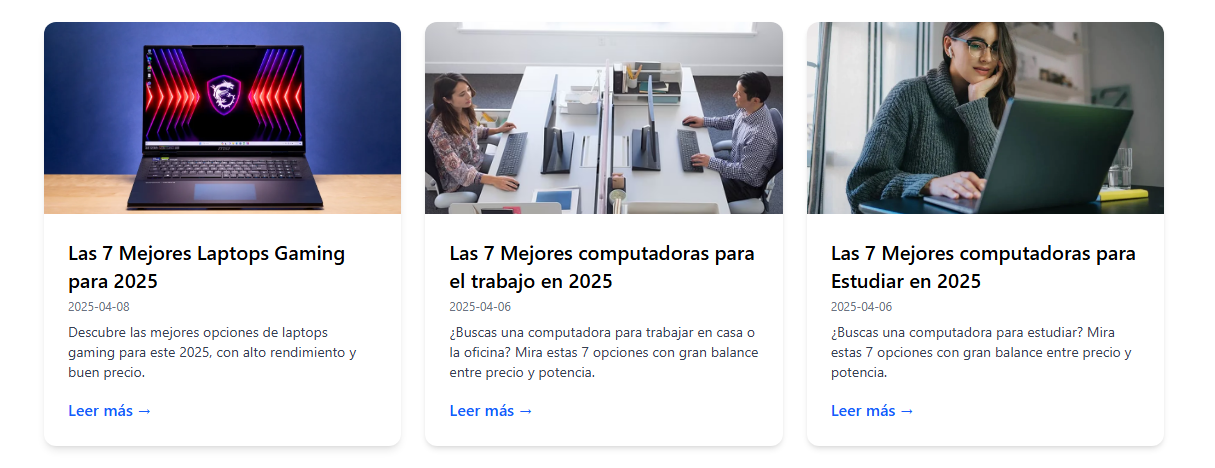 Las 7 Mejores Laptops Gaming
para 2025
2025-04-08
Descubre las mejores opciones de laptops
gaming para este 2025, con alto rendimiento y
buen precio.
Leer más →
Las 7 Mejores computadoras para
el trabajo en 2025
2025-04-06
¿Buscas una computadora para trabajar en casa o
la oficina? Mira estas 7 opciones con gran balance
entre precio y potencia.
Leer más →
Las 7 Mejores computadoras para
Estudiar en 2025
2025-04-06
¿Buscas una computadora para estudiar? Mira
estas 7 opciones con gran balance entre precio y
potencia.
Leer más →